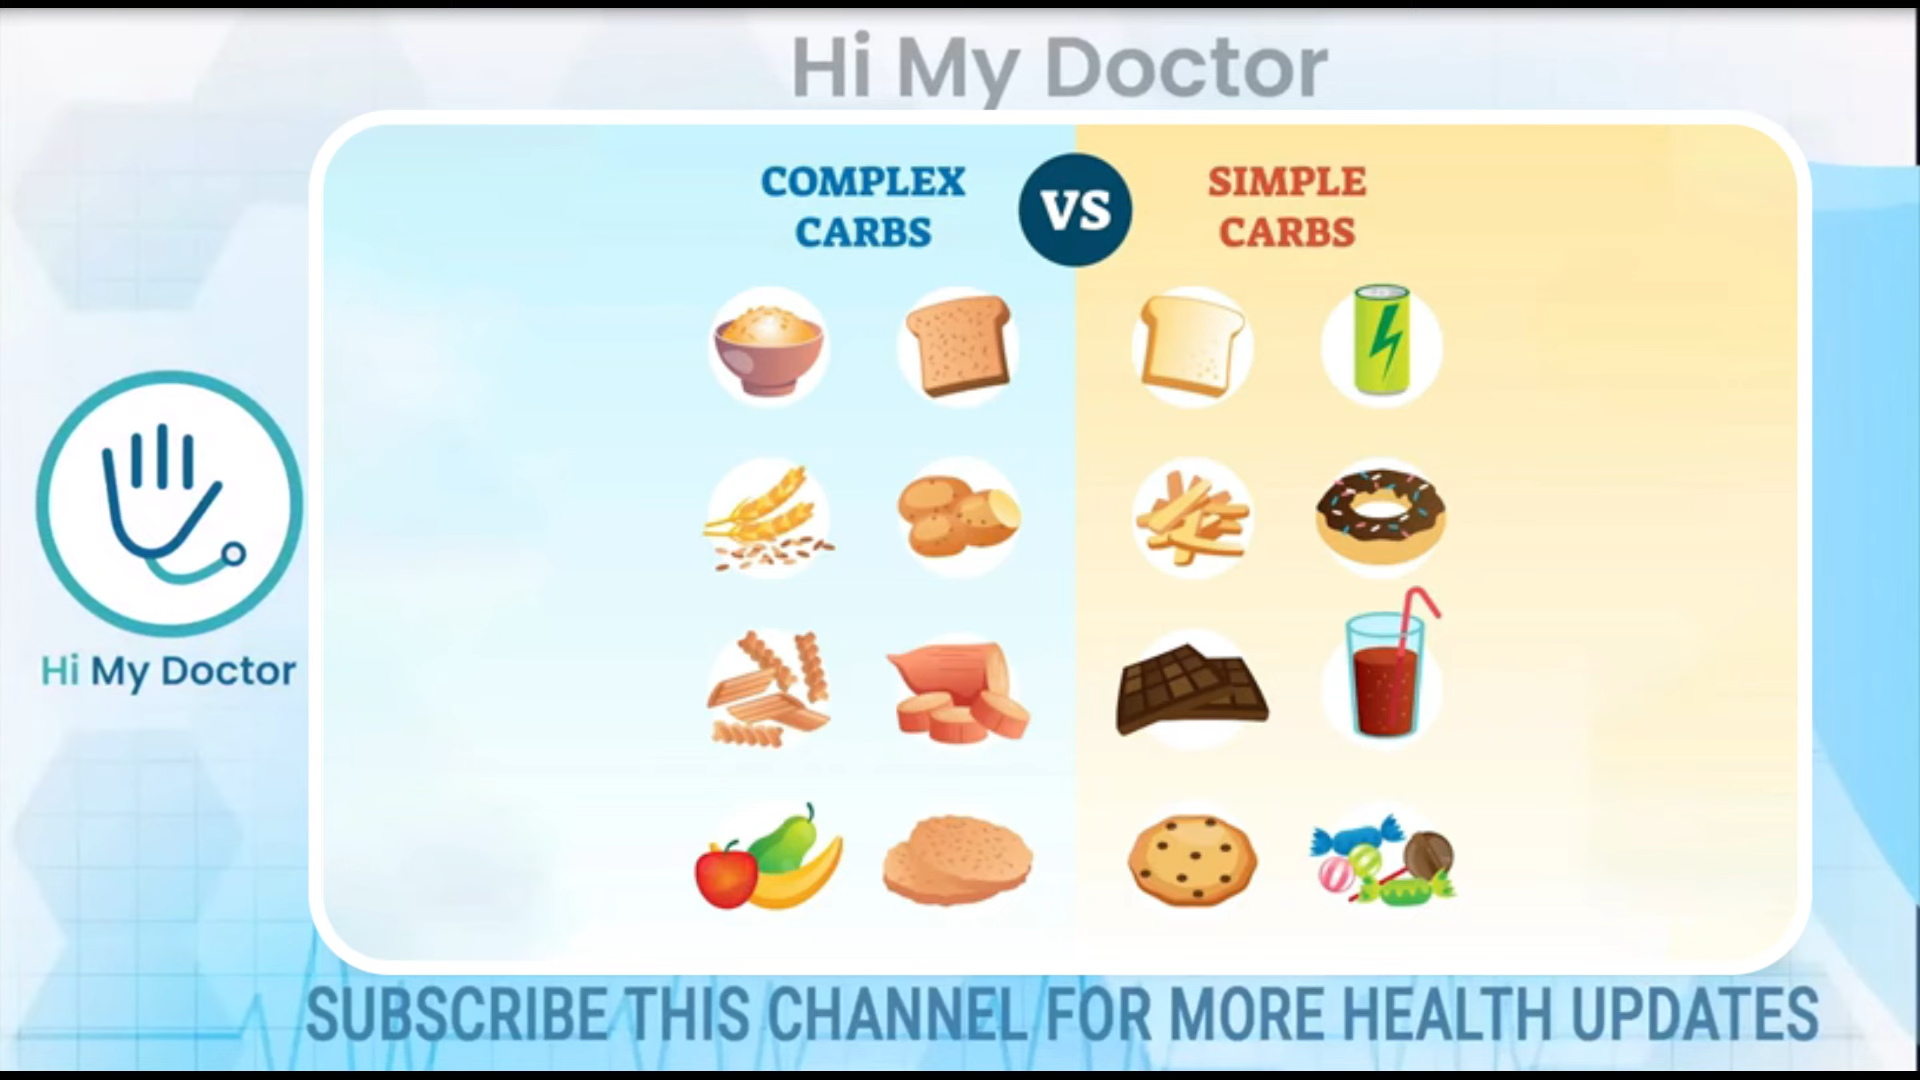 Hi My Doctor
COMPLEX
CARBS
VS
SIMPLE
CARBS
Hi My Doctor
SUBSCRIBE THIS CHANNEL FOR MORE HEALTH UPDATES